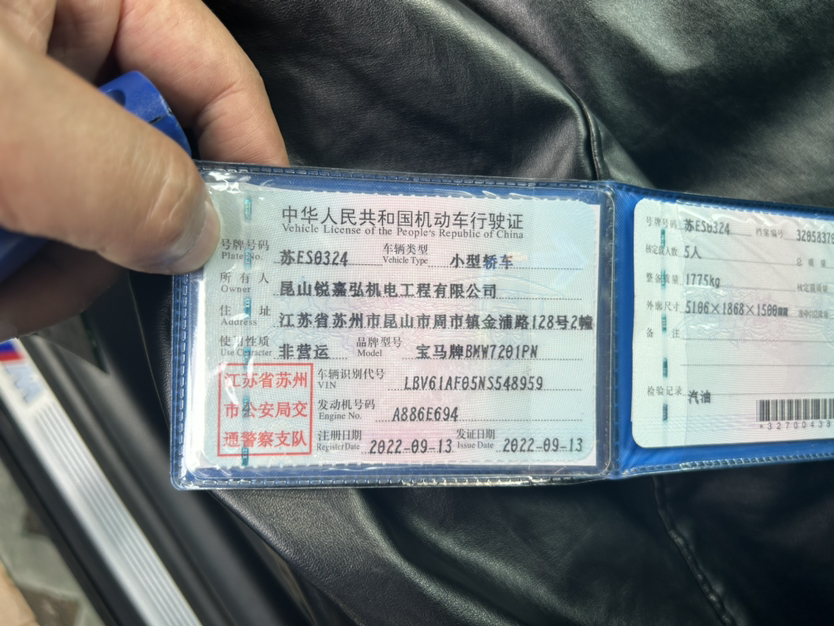 中华人民共和国机动车行驶证
Vehicle License of the People's Republic of China
号牌号码 Plate No. 苏ES0324 车辆类型 Vehicle Type 小型轿车
所有人 Owner 昆山锐嘉弘机电工程有限公司
住址 Address 江苏省苏州市昆山市周市镇金浦路128号2幢
使用性质 Use Character 非营运 品牌型号 Model 宝马牌BMW7201PN
江苏省苏州
市公安局交
通警察支队
车辆识别代号 VIN LBV61AF05NS548959
发动机号码 Engine No. A886E694
注册日期 Register Date 2022-09-13 发证日期 Issue Date 2022-09-13
号牌号码 苏ES0324 档案编号
核定载人数 5人
整备质量 1775kg
外廓尺寸 5106×1868×1500mm
备注
检验记录 汽油